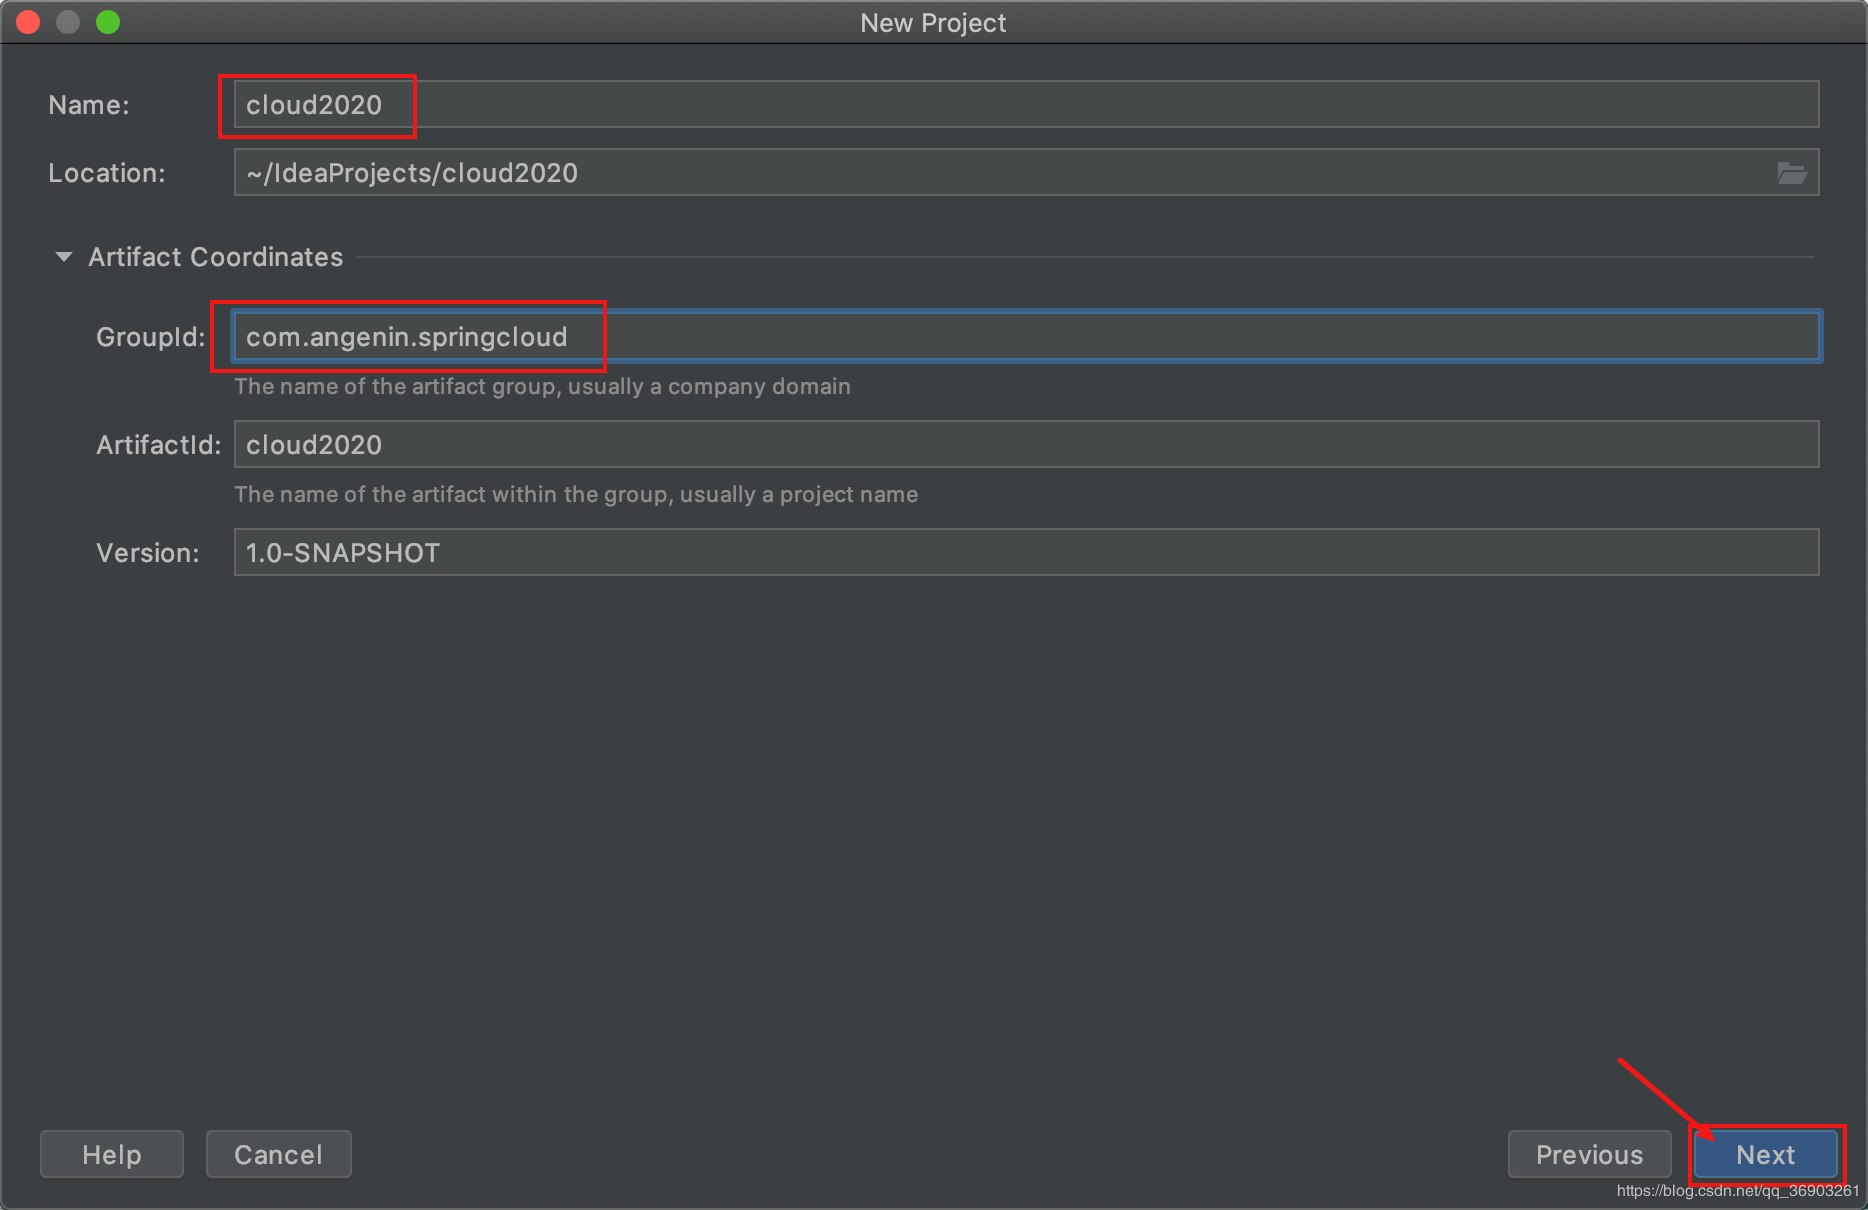 New Project
Name: cloud2020
Location: ~/IdeaProjects/cloud2020
Artifact Coordinates
GroupId: com.angenin.springcloud
The name of the artifact group, usually a company domain
ArtifactId: cloud2020
The name of the artifact within the group, usually a project name
Version: 1.0-SNAPSHOT
Help Cancel Previous Next
https://blog.csdn.net/qq_36903261